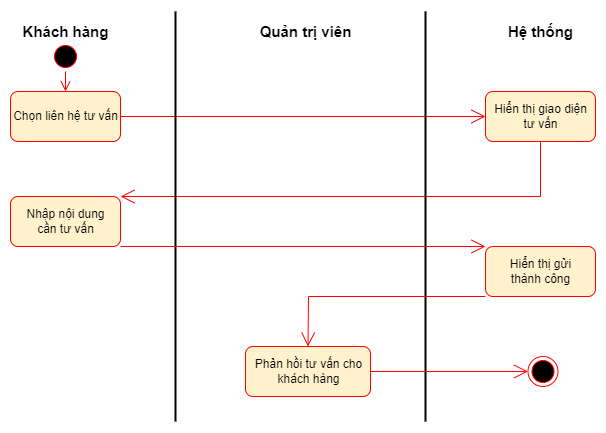 Khách hàng
Quản trị viên
Hệ thống
Chọn liên hệ tư vấn
Hiển thị giao diện
tư vấn
Nhập nội dung
cần tư vấn
Hiển thị gửi
thành công
Phản hồi tư vấn cho
khách hàng